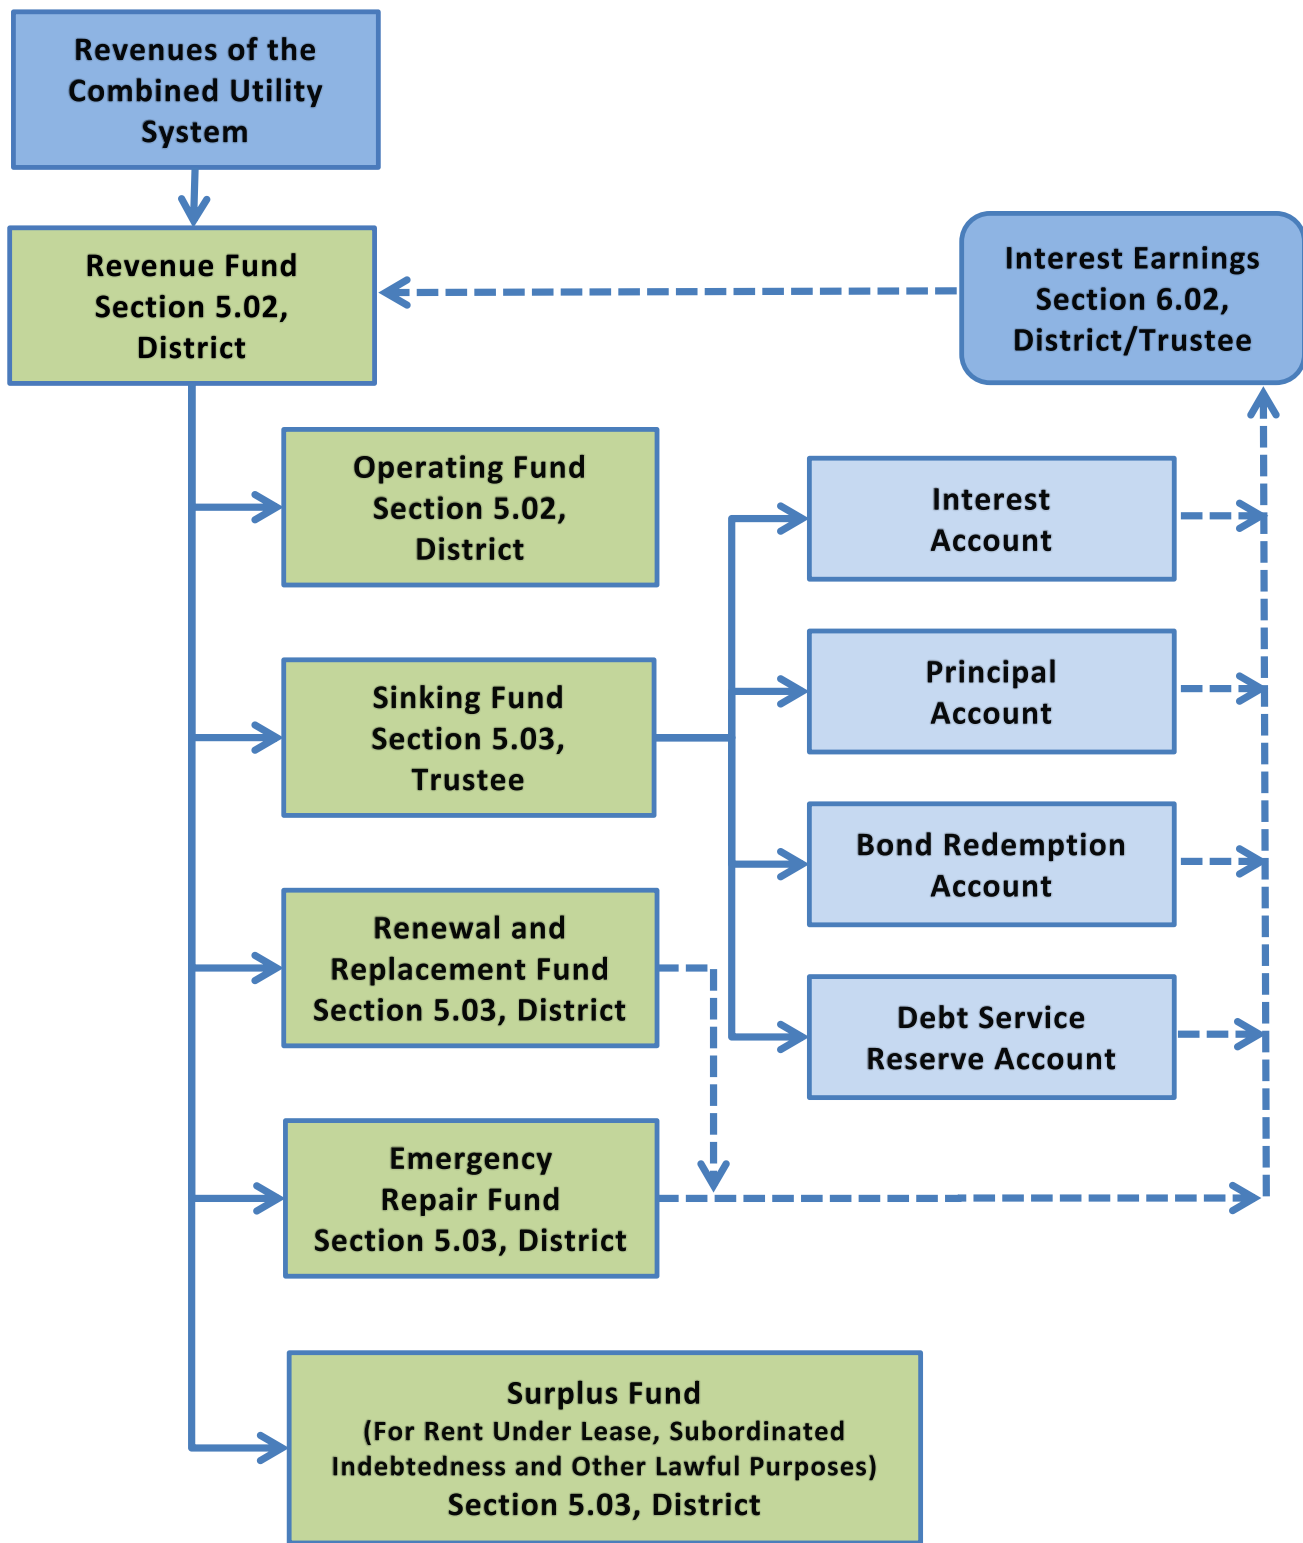 Revenues of the
Combined Utility
System
Revenue Fund
Section 5.02,
District
Interest Earnings
Section 6.02,
District/Trustee
Operating Fund
Section 5.02,
District
Interest
Account
Sinking Fund
Section 5.03,
Trustee
Principal
Account
Bond Redemption
Account
Renewal and
Replacement Fund
Section 5.03, District
Debt Service
Reserve Account
Emergency
Repair Fund
Section 5.03, District
Surplus Fund
(For Rent Under Lease, Subordinated
Indebtedness and Other Lawful Purposes)
Section 5.03, District